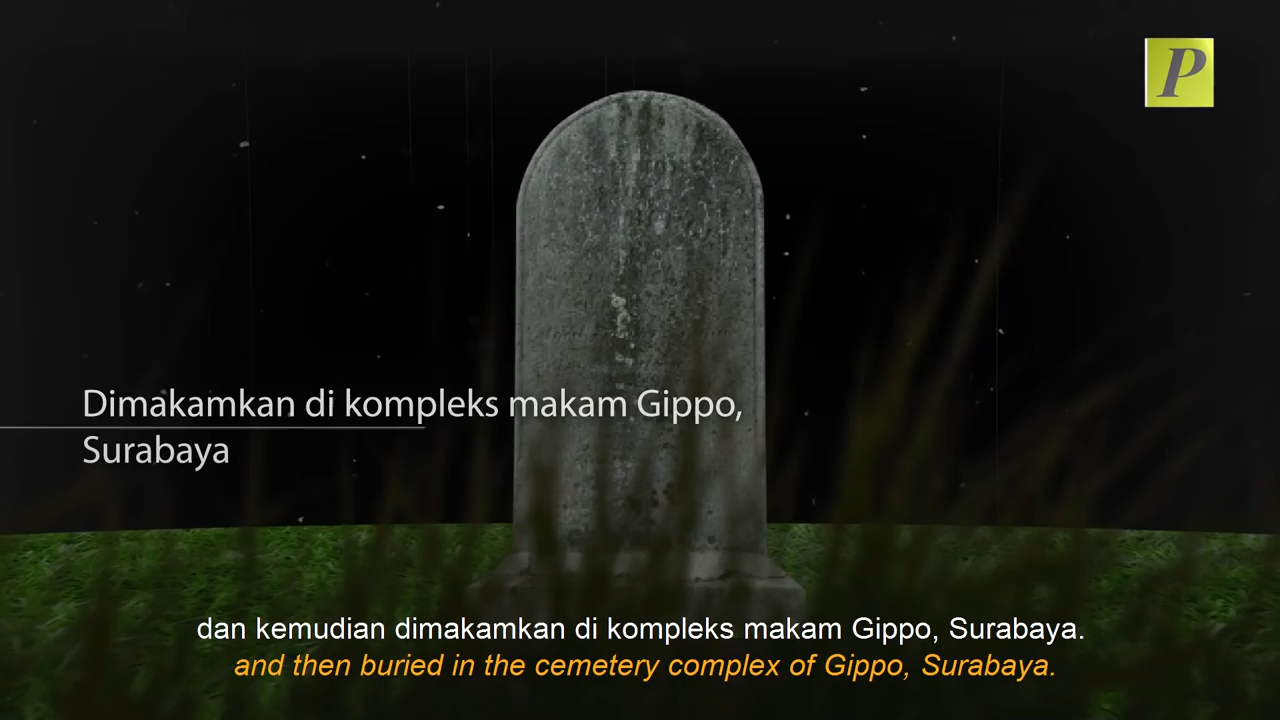 P
Dimakamkan di kompleks makam Gippo,
Surabaya
dan kemudian dimakamkan di kompleks makam Gippo, Surabaya.
and then buried in the cemetery complex of Gippo, Surabaya.